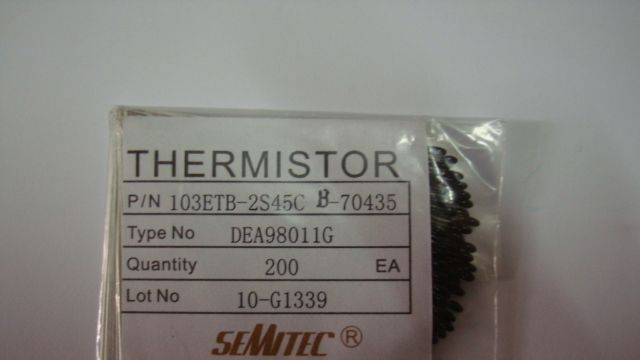 THERMISTOR
P/N 103ETB-2S45C B-70435
Type No DEA98011G
Quantity 200 EA
Lot No 10-G1339
SEMITEC ®